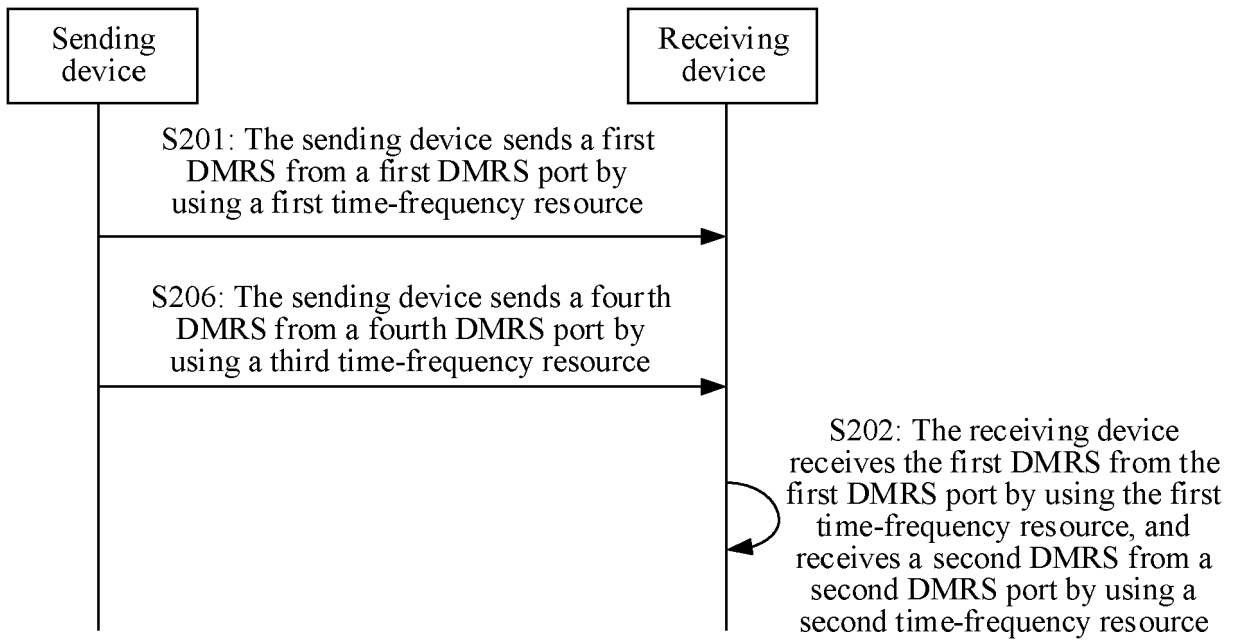 Sending
device
Receiving
device
S201: The sending device sends a first
DMRS from a first DMRS port by
using a first time-frequency resource
S206: The sending device sends a fourth
DMRS from a fourth DMRS port by
using a third time-frequency resource
S202: The receiving device
receives the first DMRS from the
first DMRS port by using the first
time-frequency resource, and
receives a second DMRS from a
second DMRS port by using a
second time-frequency resource